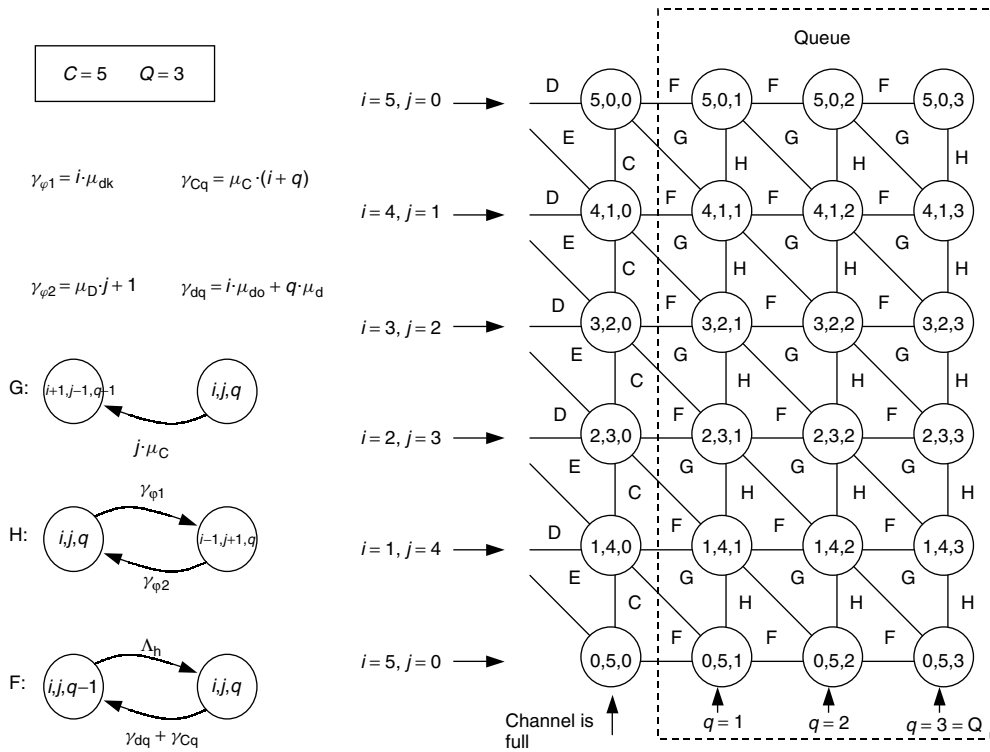 C = 5 Q = 3
γφ1 = i·μdk γCq = μC·(i + q)
γφ2 = μD·j + 1 γdq = i·μdo + q·μd
G: i+1,j−1,q−1 i,j,q
j·μC
H: γφ1
i,j,q i−1,j+1,q
γφ2
F: Λh
i,j,q−1 i,j,q
γdq + γCq
Queue
i = 5, j = 0 D 5,0,0 F 5,0,1 F 5,0,2 F 5,0,3
E C G H G H G H
i = 4, j = 1 D 4,1,0 F 4,1,1 F 4,1,2 F 4,1,3
E C G H G H G H
i = 3, j = 2 D 3,2,0 F 3,2,1 F 3,2,2 F 3,2,3
E C G H G H G H
i = 2, j = 3 D 2,3,0 F 2,3,1 F 2,3,2 F 2,3,3
E C G H G H G H
i = 1, j = 4 D 1,4,0 F 1,4,1 F 1,4,2 F 1,4,3
E C G H G H G H
i = 5, j = 0 0,5,0 F 0,5,1 F 0,5,2 F 0,5,3
Channel is
full
q = 1 q = 2 q = 3 = Q